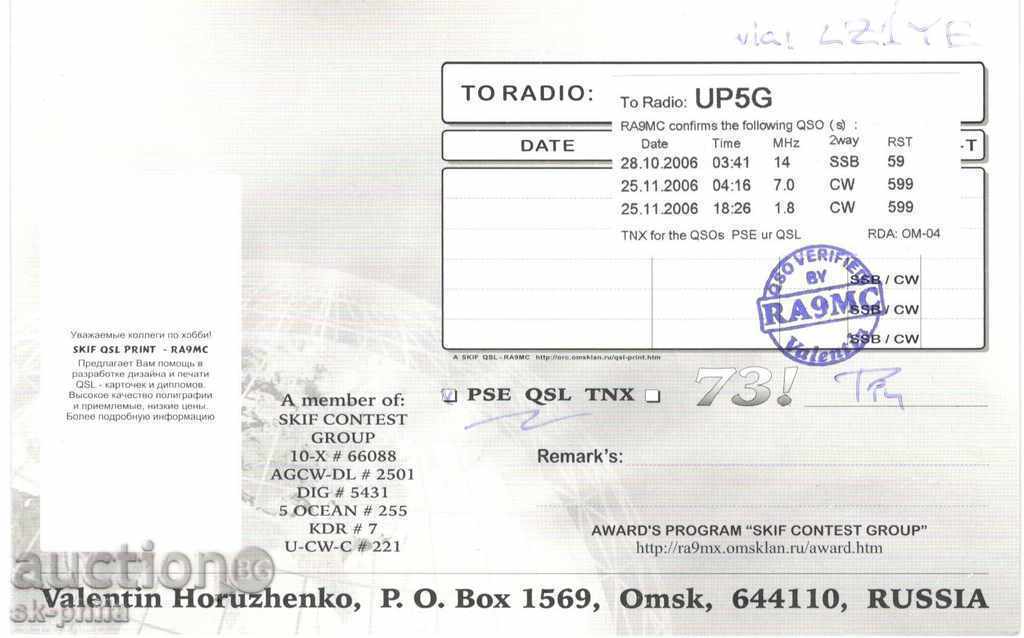 via! LZ1YE
TO RADIO: To Radio: UP5G
RA9MC confirms the following QSO (s) :
DATE Date Time MHz 2way RST -T
28.10.2006 03:41 14 SSB 59
25.11.2006 04:16 7.0 CW 599
25.11.2006 18:26 1.8 CW 599
TNX for the QSOs PSE ur QSL RDA: OM-04
QSO VERIFIED
BY
RA9MC
Valentin
SSB / CW
SSB / CW
SSB / CW
A SKIF QSL - RA9MC http://orc.omsklan.ru/qsl-print.htm
Уважаемые коллеги по хобби!
SKIF QSL PRINT - RA9MC
Предлагает Вам помощь в
разработке дизайна и печати
QSL - карточек и дипломов.
Высокое качество полиграфии
и приемлемые, низкие цены.
Более подробную информацию
A member of:
SKIF CONTEST
GROUP
10-X # 66088
AGCW-DL # 2501
DIG # 5431
5 OCEAN # 255
KDR # 7
U-CW-C # 221
PSE QSL TNX
73!
Remark's:
AWARD'S PROGRAM “SKIF CONTEST GROUP”
http://ra9mx.omsklan.ru/award.htm
auction BG
Valentin Horuzhenko, P. O. Box 1569, Omsk, 644110, RUSSIA
sk-phila